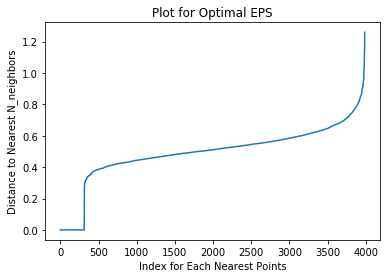 Plot for Optimal EPS
Distance to Nearest N_neighbors
1.2
1.0
0.8
0.6
0.4
0.2
0.0
0 500 1000 1500 2000 2500 3000 3500 4000
Index for Each Nearest Points